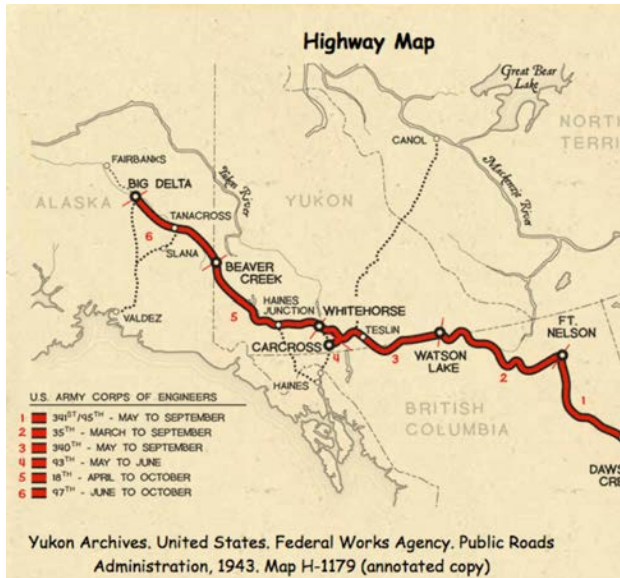 Highway Map
Great Bear
Lake
NORTH
TERRI
CANOL
Mackenzie River
FAIRBANKS
BIG DELTA
Yukon
River
ALASKA
YUKON
TANACROSS
6
SLANA
BEAVER
CREEK
VALDEZ
5
HAINES
JUNCTION
WHITEHORSE
CARCROSS
4
TESLIN
3
WATSON
LAKE
FT.
NELSON
2
1
HAINES
BRITISH
COLUMBIA
DAWS
CRE
U.S. ARMY CORPS OF ENGINEERS
1 341ST/95TH - MAY TO SEPTEMBER
2 35TH - MARCH TO SEPTEMBER
3 340TH - MAY TO SEPTEMBER
4 93TH - MAY TO JUNE
5 18TH - APRIL TO OCTOBER
6 97TH - JUNE TO OCTOBER
Yukon Archives. United States. Federal Works Agency. Public Roads
Administration, 1943. Map H-1179 (annotated copy)